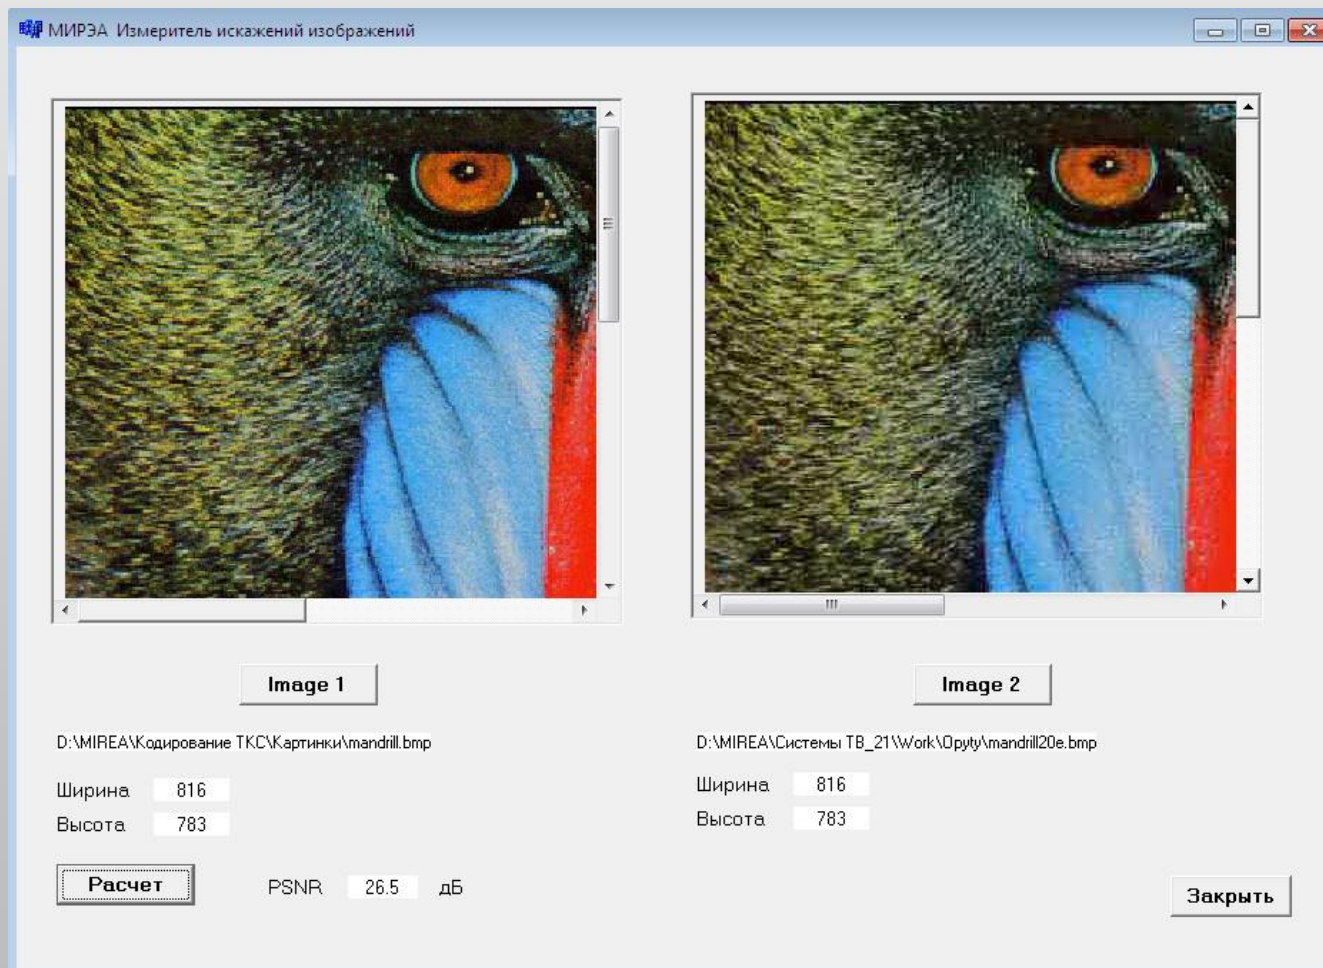 МИРЭА Измеритель искажений изображений
Image 1
Image 2
D:\MIREA\Кодирование ТКС\Картинки\mandrill.bmp
D:\MIREA\Системы ТВ_21\Work\Opyty\mandrill20e.bmp
Ширина 816
Ширина 816
Высота 783
Высота 783
Расчет
PSNR 26.5 дБ
Закрыть